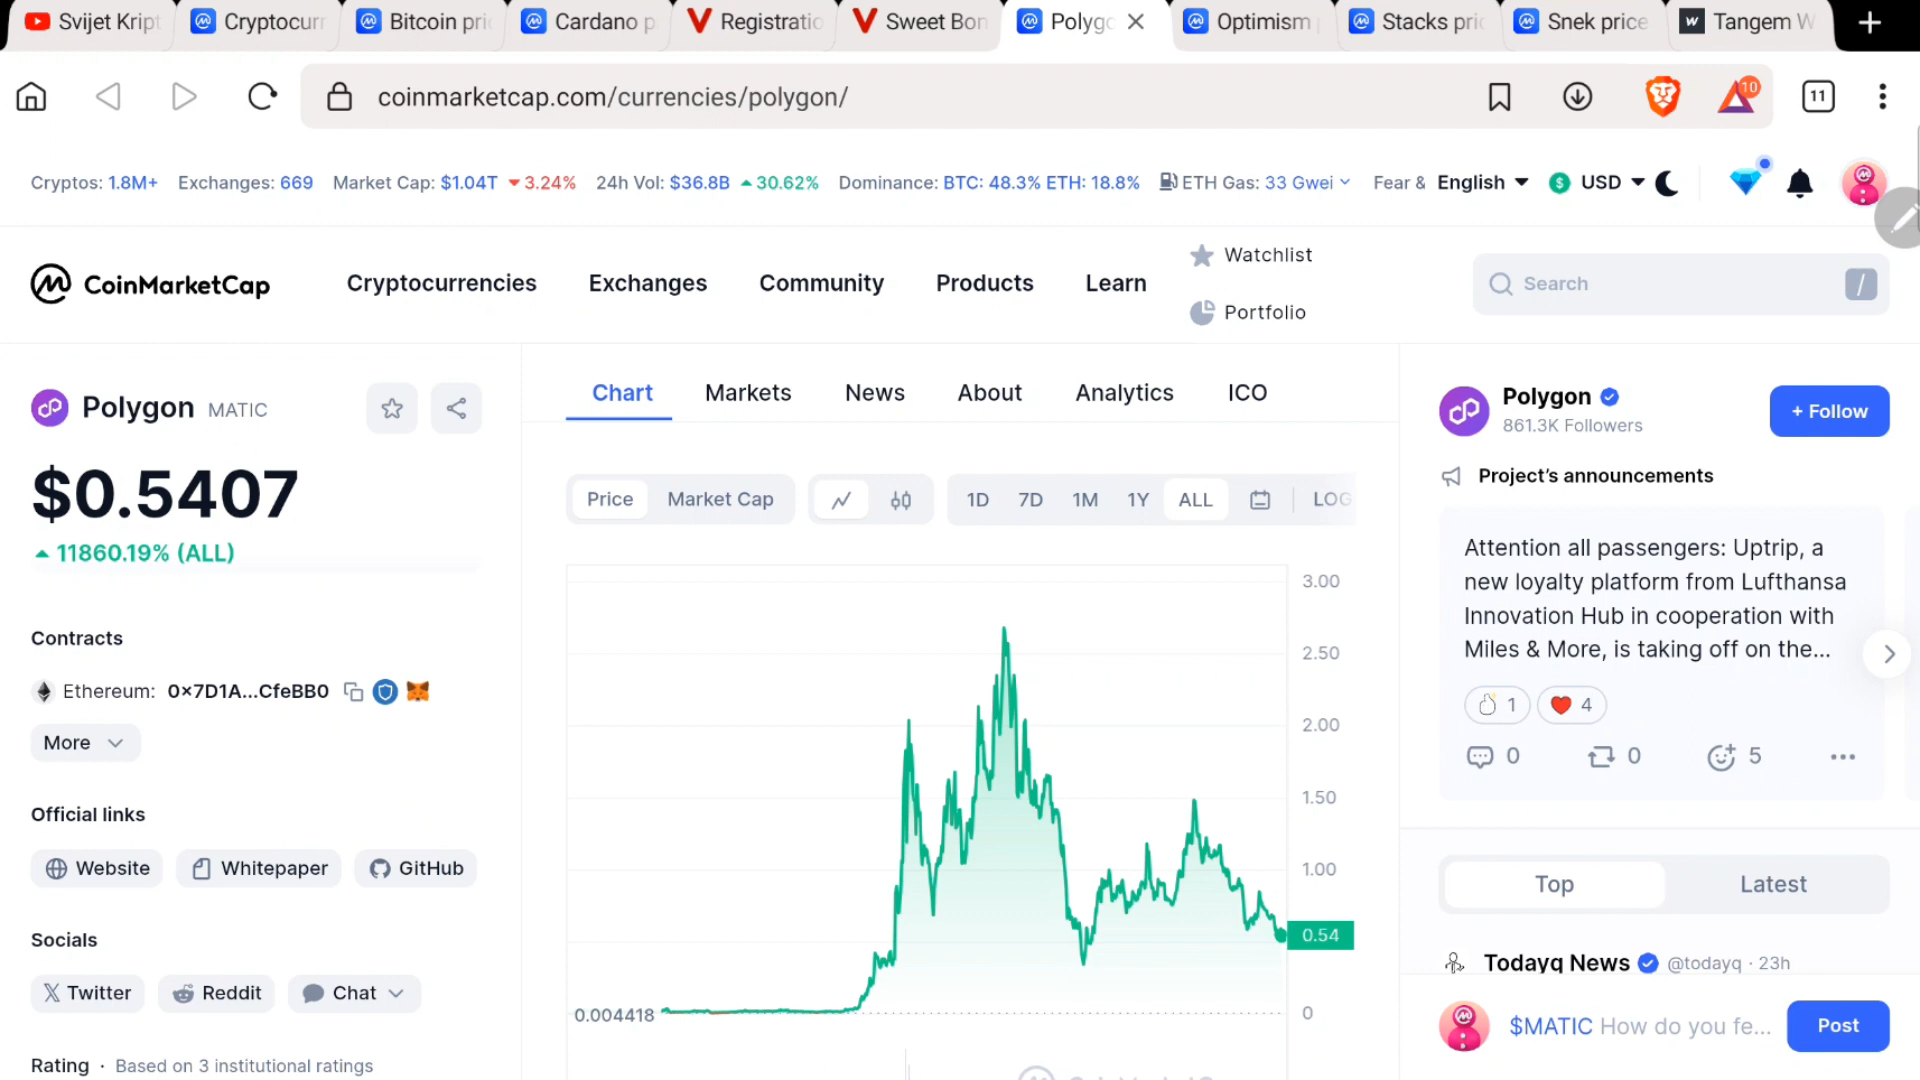 Svijet Kript
Cryptocurr
Bitcoin pri
Cardano p
Registratio
Sweet Bon
Polygo
Optimism p
Stacks pri
Snek price
Tangem W
coinmarketcap.com/currencies/polygon/
10
11
Cryptos: 1.8M+ Exchanges: 669 Market Cap: $1.04T 3.24% 24h Vol: $36.8B 30.62% Dominance: BTC: 48.3% ETH: 18.8% ETH Gas: 33 Gwei Fear & English USD
CoinMarketCap
Cryptocurrencies
Exchanges
Community
Products
Learn
Watchlist
Portfolio
Search /
Polygon MATIC
$0.5407
11860.19% (ALL)
Contracts
Ethereum: 0x7D1A...CfeBB0
More
Official links
Website
Whitepaper
GitHub
Socials
Twitter
Reddit
Chat
Rating · Based on 3 institutional ratings
Chart
Markets
News
About
Analytics
ICO
Price
Market Cap
1D
7D
1M
1Y
ALL
LOG
3.00
2.50
2.00
1.50
1.00
0.54
0
0.004418
Polygon
861.3K Followers
+ Follow
Project's announcements
Attention all passengers: Uptrip, a
new loyalty platform from Lufthansa
Innovation Hub in cooperation with
Miles & More, is taking off on the...
1
4
0
0
5
Top
Latest
Todayq News @todayq · 23h
$MATIC How do you fe...
Post